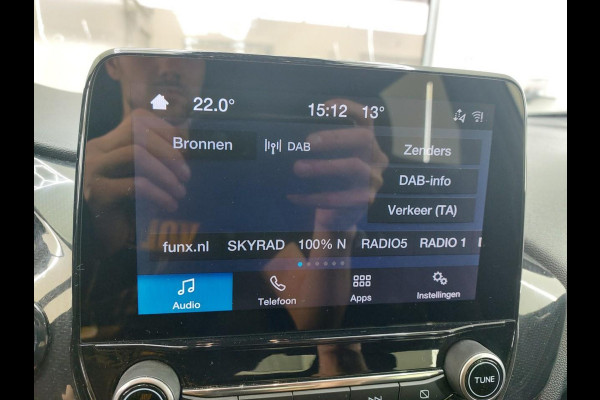 22.0° 15:12 13°
Bronnen DAB Zenders
DAB-info
Verkeer (TA)
funx.nl SKYRAD 100% N RADIO5 RADIO 1
Audio Telefoon Apps Instellingen
TUNE